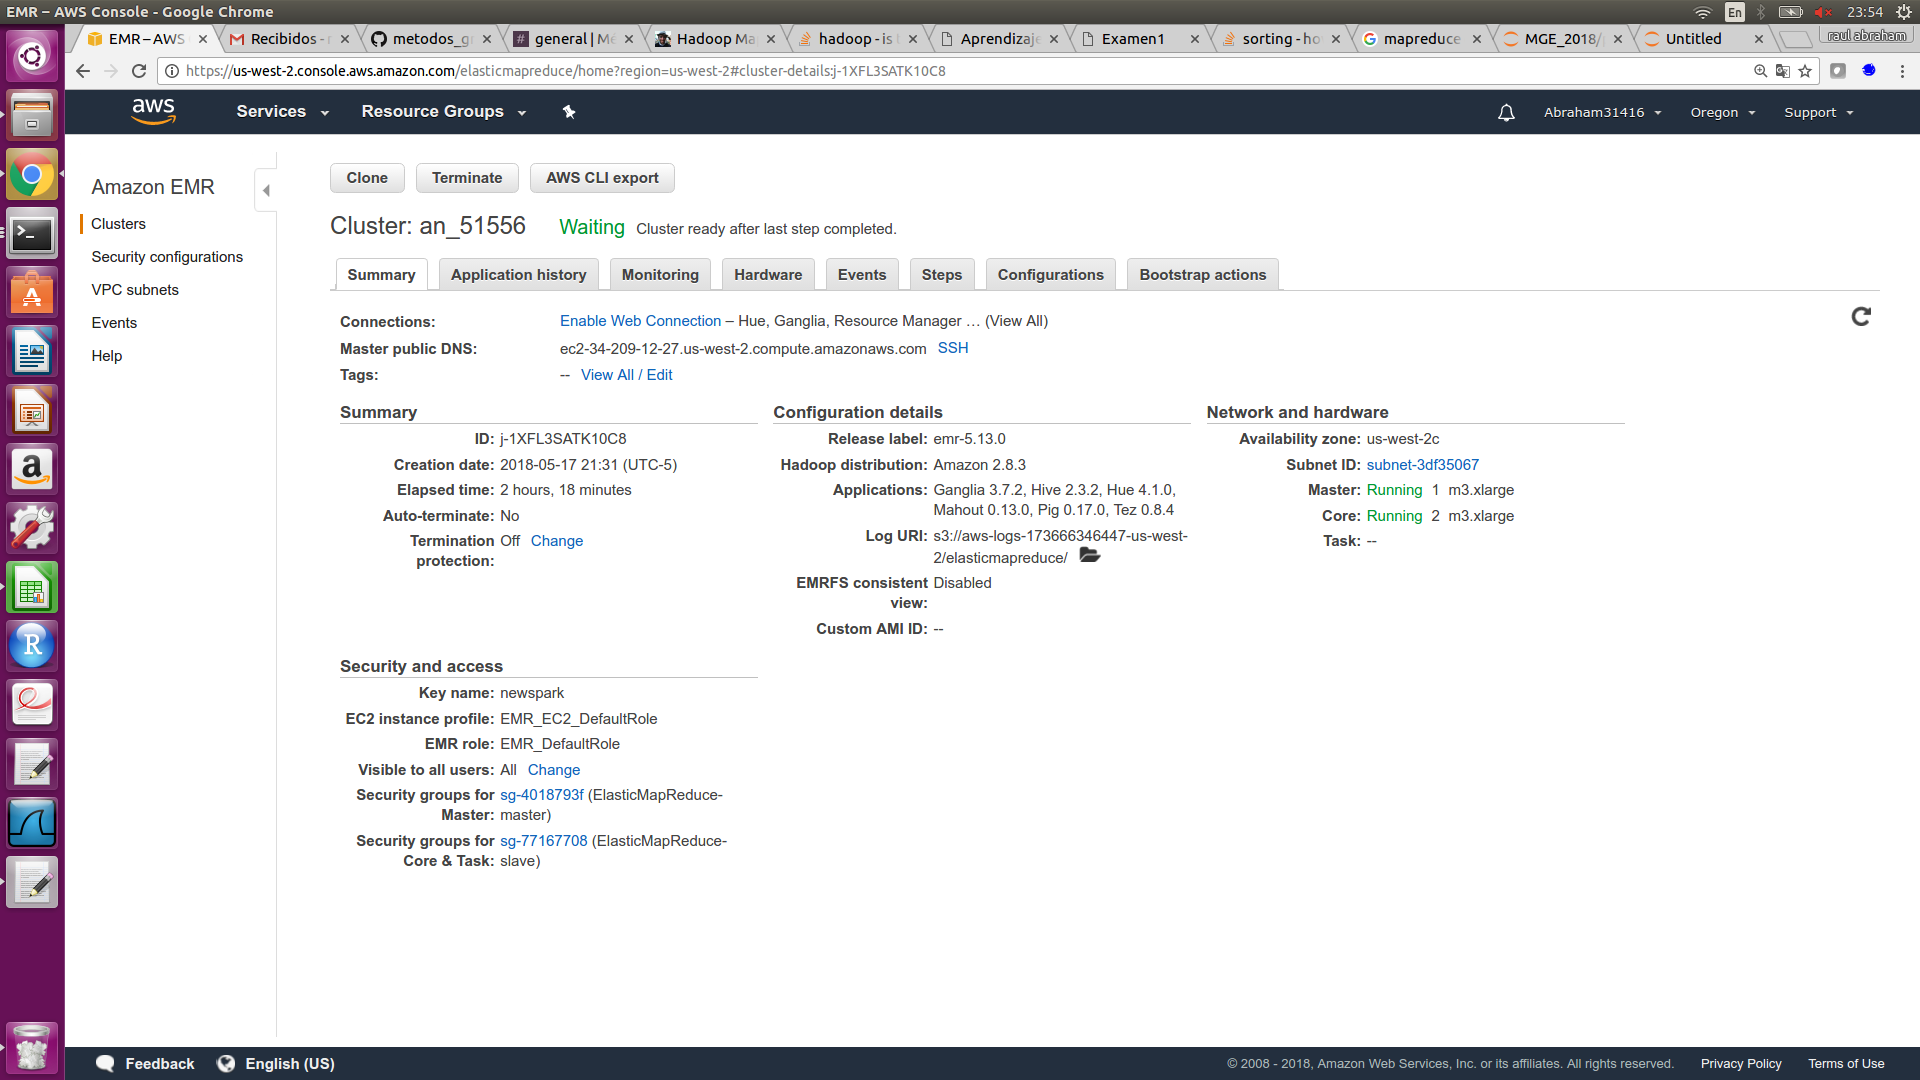 EMR – AWS Console - Google Chrome
En
23:54
EMR – AWS
Recibidos -
metodos_g
general | M
Hadoop Ma
hadoop - is
Aprendizaje
Examen1
sorting - ho
mapreduce
MGE_2018/
Untitled
raul abraham
https://us-west-2.console.aws.amazon.com/elasticmapreduce/home?region=us-west-2#cluster-details:j-1XFL3SATK10C8
aws
Services
Resource Groups
Abraham31416
Oregon
Support
Amazon EMR
Clusters
Security configurations
VPC subnets
Events
Help
Clone
Terminate
AWS CLI export
Cluster: an_51556 Waiting Cluster ready after last step completed.
Summary
Application history
Monitoring
Hardware
Events
Steps
Configurations
Bootstrap actions
Connections: Enable Web Connection – Hue, Ganglia, Resource Manager … (View All)
Master public DNS: ec2-34-209-12-27.us-west-2.compute.amazonaws.com SSH
Tags: -- View All / Edit
Summary
ID: j-1XFL3SATK10C8
Creation date: 2018-05-17 21:31 (UTC-5)
Elapsed time: 2 hours, 18 minutes
Auto-terminate: No
Termination Off Change
protection:
Configuration details
Release label: emr-5.13.0
Hadoop distribution: Amazon 2.8.3
Applications: Ganglia 3.7.2, Hive 2.3.2, Hue 4.1.0,
Mahout 0.13.0, Pig 0.17.0, Tez 0.8.4
Log URI: s3://aws-logs-173666346447-us-west-
2/elasticmapreduce/
EMRFS consistent Disabled
view:
Custom AMI ID: --
Network and hardware
Availability zone: us-west-2c
Subnet ID: subnet-3df35067
Master: Running 1 m3.xlarge
Core: Running 2 m3.xlarge
Task: --
Security and access
Key name: newspark
EC2 instance profile: EMR_EC2_DefaultRole
EMR role: EMR_DefaultRole
Visible to all users: All Change
Security groups for sg-4018793f (ElasticMapReduce-
Master: master)
Security groups for sg-77167708 (ElasticMapReduce-
Core & Task: slave)
Feedback
English (US)
© 2008 - 2018, Amazon Web Services, Inc. or its affiliates. All rights reserved.
Privacy Policy
Terms of Use